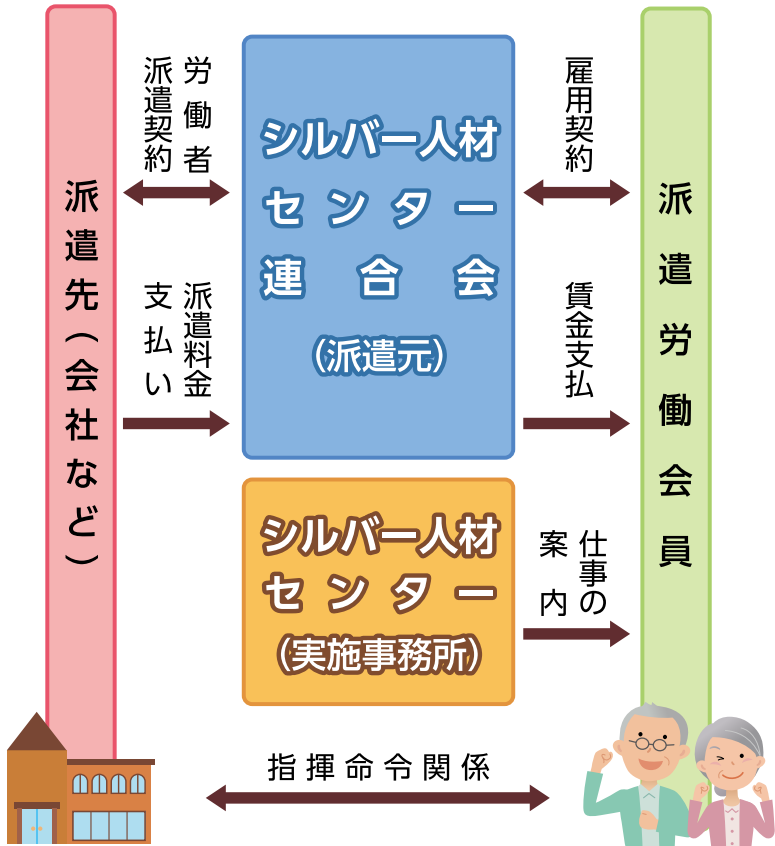 派遣先（会社など）
労働者
派遣契約
派遣料金
支払い
シルバー人材
センター
連合会
（派遣元）
シルバー人材
センター
（実施事務所）
雇用契約
賃金支払
仕事の
案内
派遣労働会員
指揮命令関係